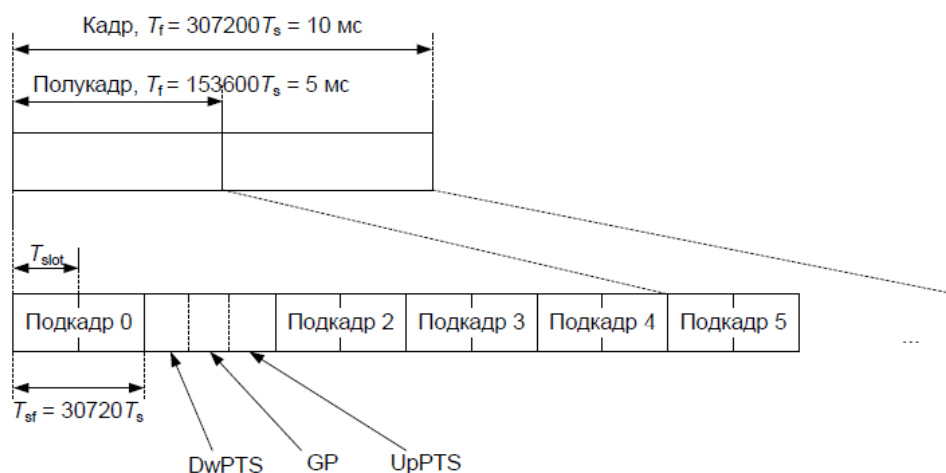 Кадр, Tf = 307200Ts = 10 мс
Полукадр, Tf = 153600Ts = 5 мс
Tslot
Подкадр 0
Подкадр 2
Подкадр 3
Подкадр 4
Подкадр 5
...
Tsf = 30720Ts
DwPTS
GP
UpPTS